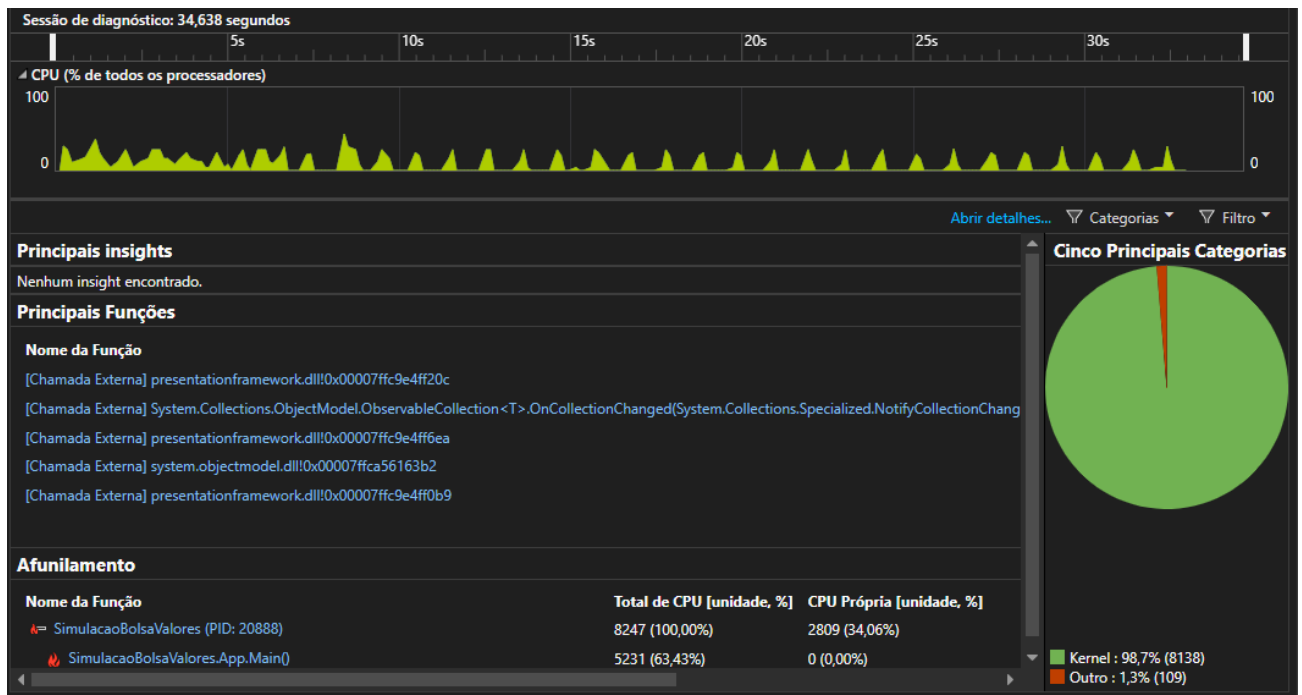 Sessão de diagnóstico: 34,638 segundos
5s 10s 15s 20s 25s 30s
CPU (% de todos os processadores)
100 100
0 0
Abrir detalhes... Categorias Filtro
Principais insights
Nenhum insight encontrado.
Principais Funções
Nome da Função
[Chamada Externa] presentationframework.dll!0x00007ffc9e4ff20c
[Chamada Externa] System.Collections.ObjectModel.ObservableCollection<T>.OnCollectionChanged(System.Collections.Specialized.NotifyCollectionChang
[Chamada Externa] presentationframework.dll!0x00007ffc9e4ff6ea
[Chamada Externa] system.objectmodel.dll!0x00007ffca56163b2
[Chamada Externa] presentationframework.dll!0x00007ffc9e4ff0b9
Afunilamento
Nome da Função Total de CPU [unidade, %] CPU Própria [unidade, %]
SimulacaoBolsaValores (PID: 20888) 8247 (100,00%) 2809 (34,06%)
SimulacaoBolsaValores.App.Main() 5231 (63,43%) 0 (0,00%)
Cinco Principais Categorias
Kernel : 98,7% (8138)
Outro : 1,3% (109)